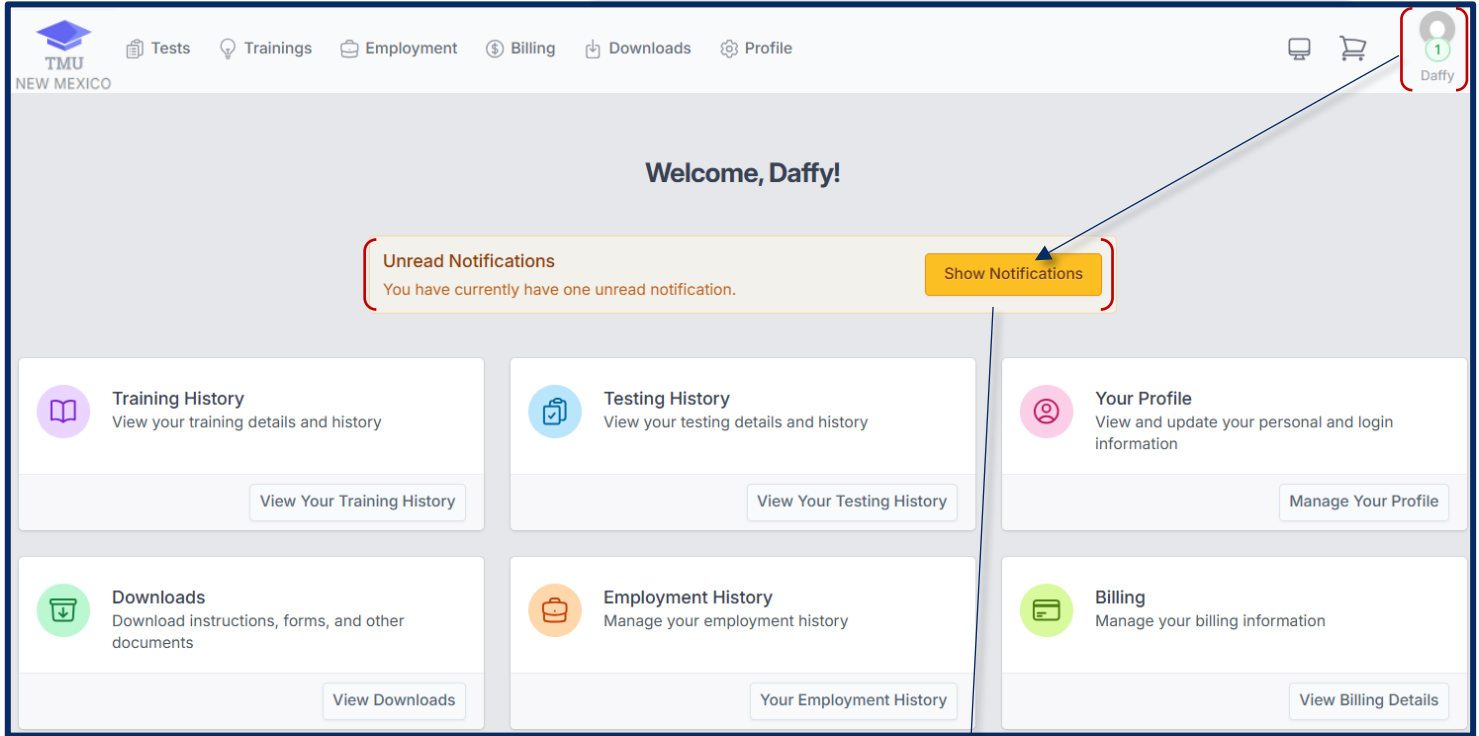 TMU
NEW MEXICO
Tests
Trainings
Employment
Billing
Downloads
Profile
1
Daffy
Welcome, Daffy!
Unread Notifications
You have currently have one unread notification.
Show Notifications
Training History
View your training details and history
View Your Training History
Testing History
View your testing details and history
View Your Testing History
Your Profile
View and update your personal and login
information
Manage Your Profile
Downloads
Download instructions, forms, and other
documents
View Downloads
Employment History
Manage your employment history
Your Employment History
Billing
Manage your billing information
View Billing Details